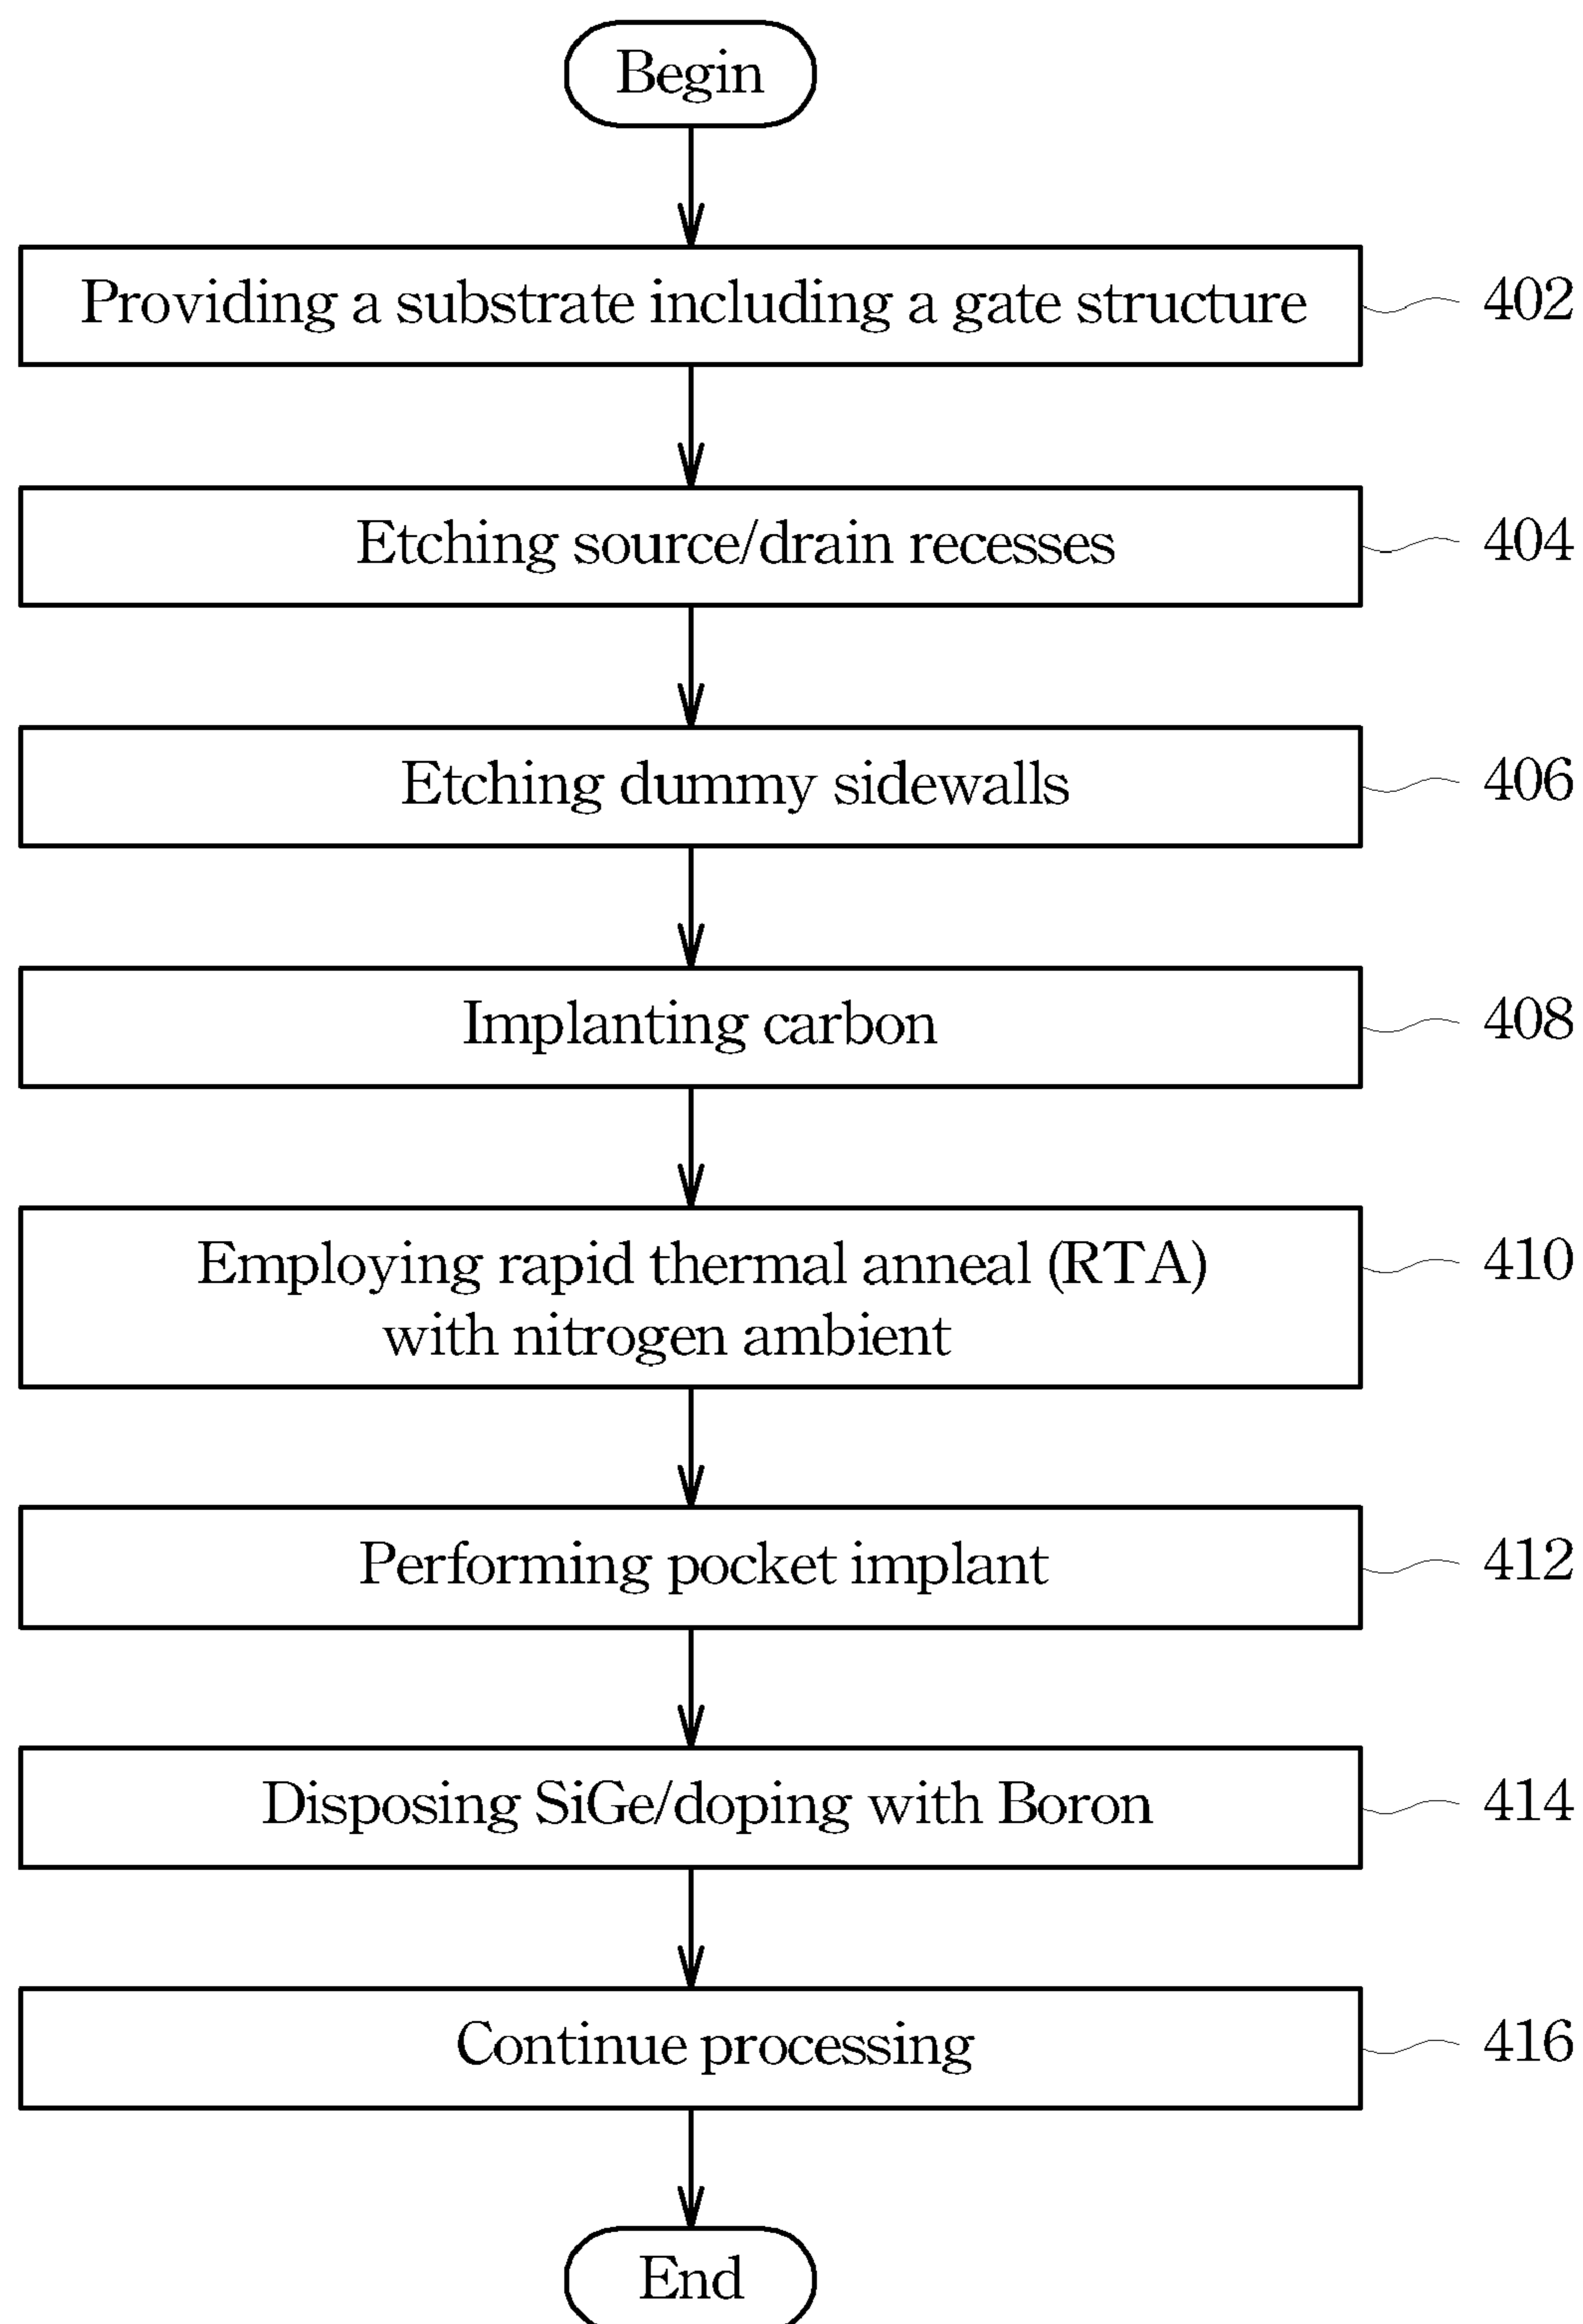 Begin
Providing a substrate including a gate structure 402
Etching source/drain recesses 404
Etching dummy sidewalls 406
Implanting carbon 408
Employing rapid thermal anneal (RTA) 410
with nitrogen ambient
Performing pocket implant 412
Disposing SiGe/doping with Boron 414
Continue processing 416
End